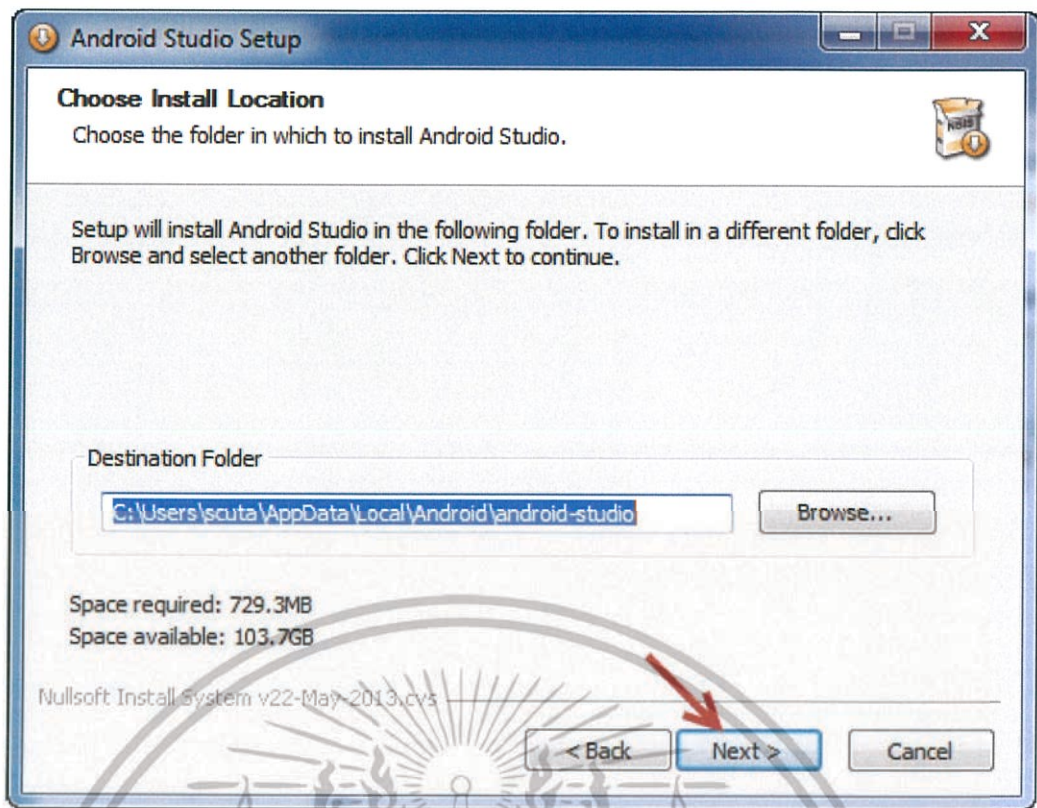 Android Studio Setup
Choose Install Location
Choose the folder in which to install Android Studio.
NSIS
Setup will install Android Studio in the following folder. To install in a different folder, click
Browse and select another folder. Click Next to continue.
Destination Folder
C:\Users\scuta\AppData\Local\Android\android-studio
Browse...
Space required: 729.3MB
Space available: 103.7GB
Nullsoft Install System v22-May-2013.cvs
< Back
Next >
Cancel